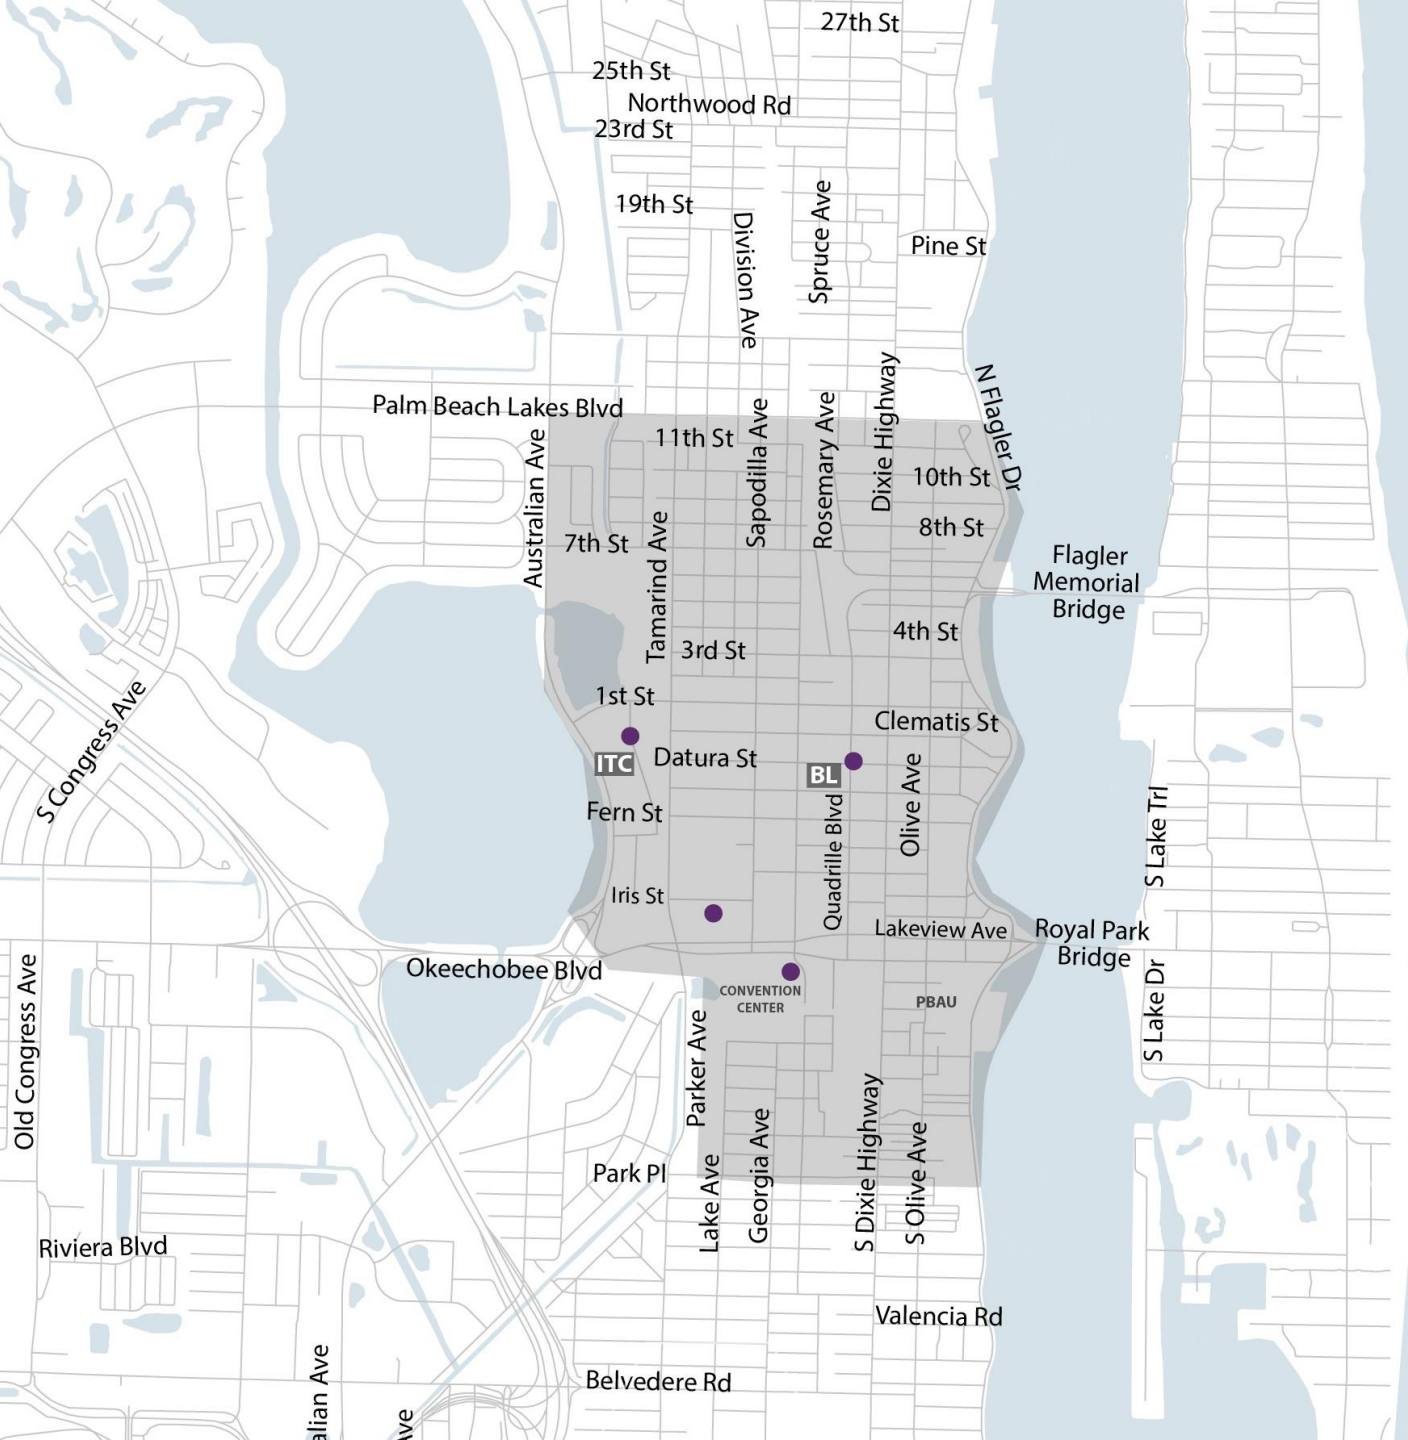 27th St
25th St
Northwood Rd
23rd St
19th St
Spruce Ave
Division Ave
Pine St
N Flagler Dr
Dixie Highway
Palm Beach Lakes Blvd
Sapodilla Ave
Rosemary Ave
11th St
Australian Ave
10th St
8th St
Tamarind Ave
7th St
Flagler
Memorial
Bridge
4th St
3rd St
1st St
S Congress Ave
Clematis St
Datura St
ITC
BL
Olive Ave
Quadrille Blvd
S Lake Trl
Fern St
Iris St
Lakeview Ave
Royal Park
Bridge
Okeechobee Blvd
Old Congress Ave
S Lake Dr
CONVENTION
CENTER
PBAU
Parker Ave
Georgia Ave
S Dixie Highway
S Olive Ave
Park Pl
Lake Ave
Riviera Blvd
Valencia Rd
Belvedere Rd
alian Ave
Ave